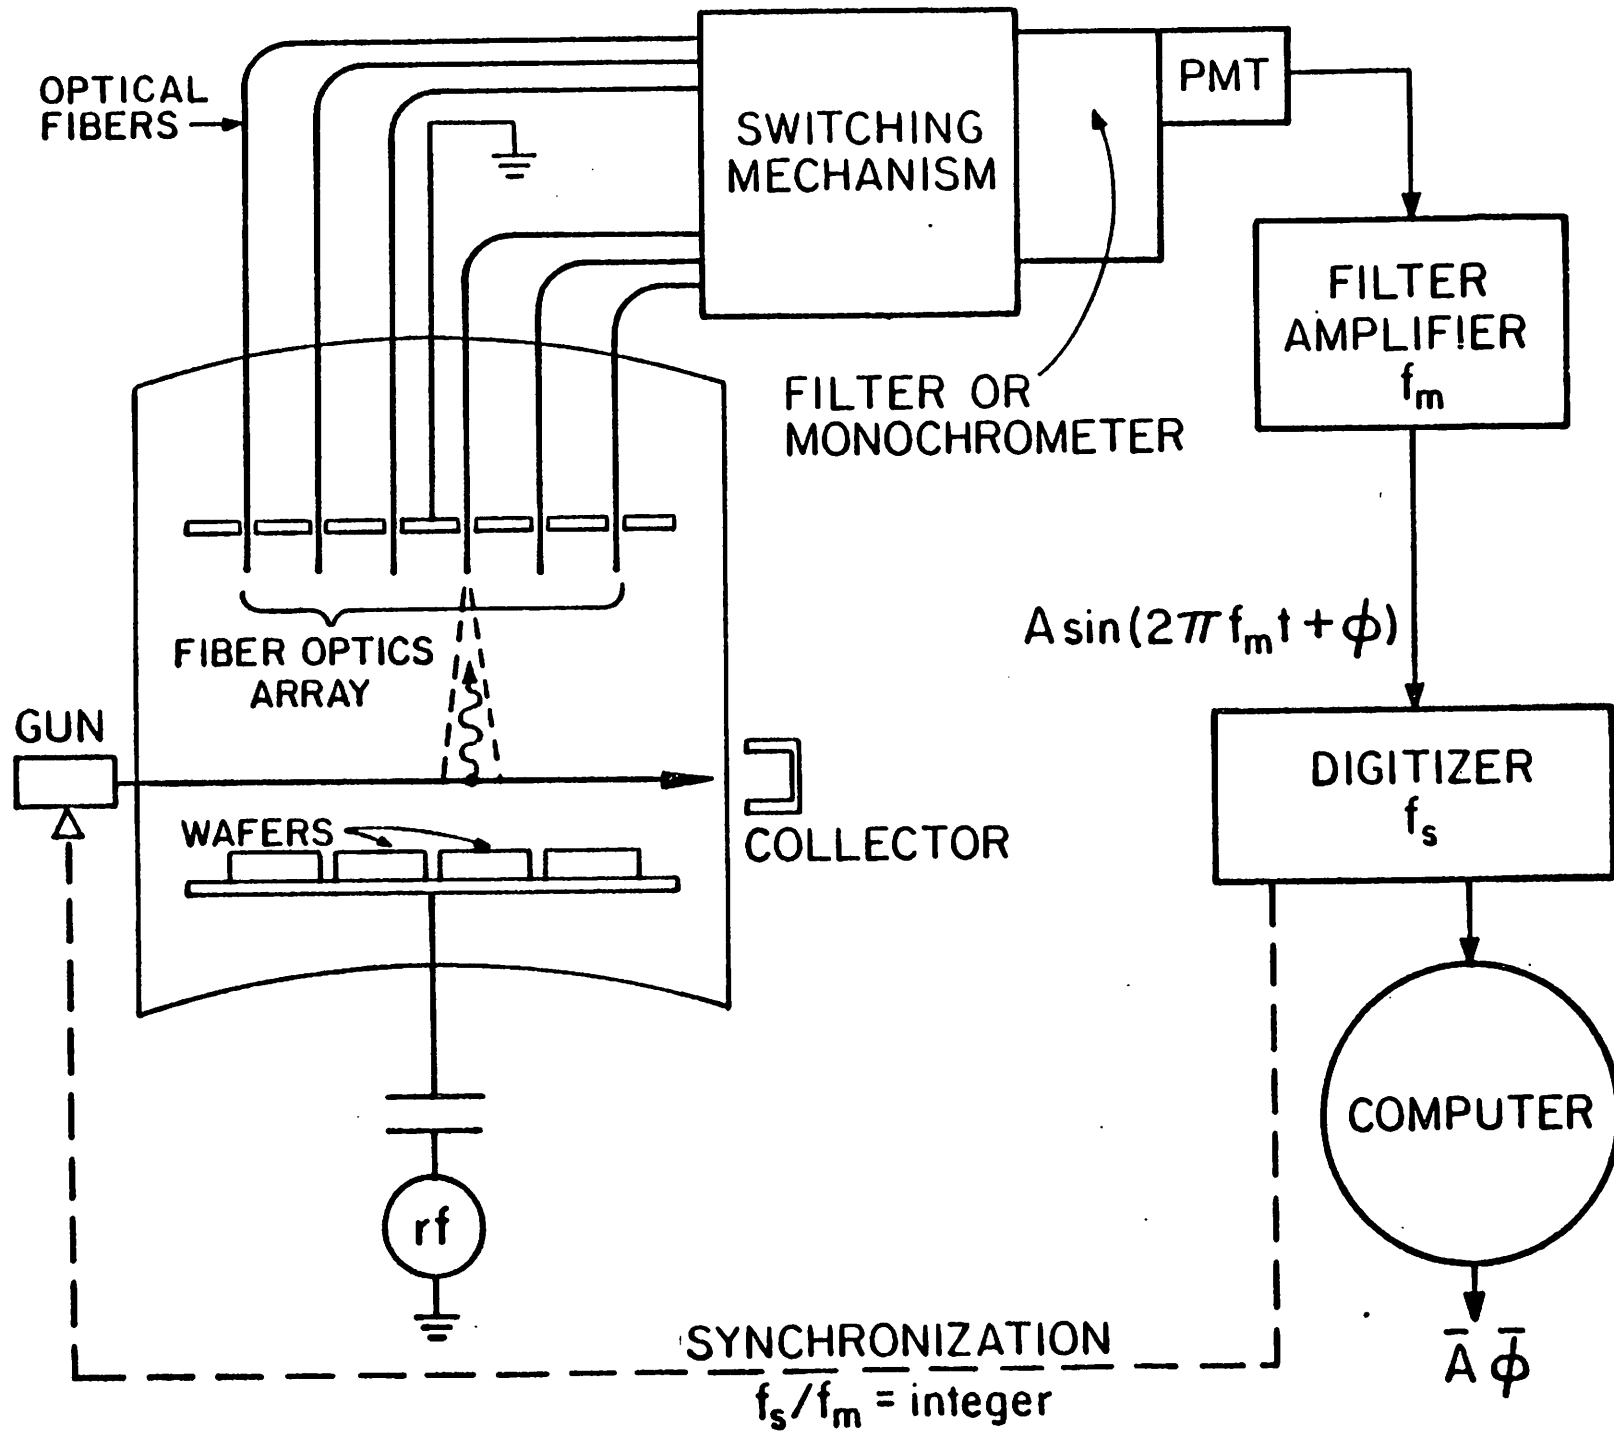 OPTICAL
FIBERS
SWITCHING
MECHANISM
PMT
FILTER
AMPLIFIER
fₘ
FILTER OR
MONOCHROMETER
A sin(2πfₘt + ϕ)
FIBER OPTICS
ARRAY
GUN
WAFERS
COLLECTOR
DIGITIZER
fₛ
COMPUTER
rf
SYNCHRONIZATION
fₛ/fₘ = integer
A̅ ϕ̅